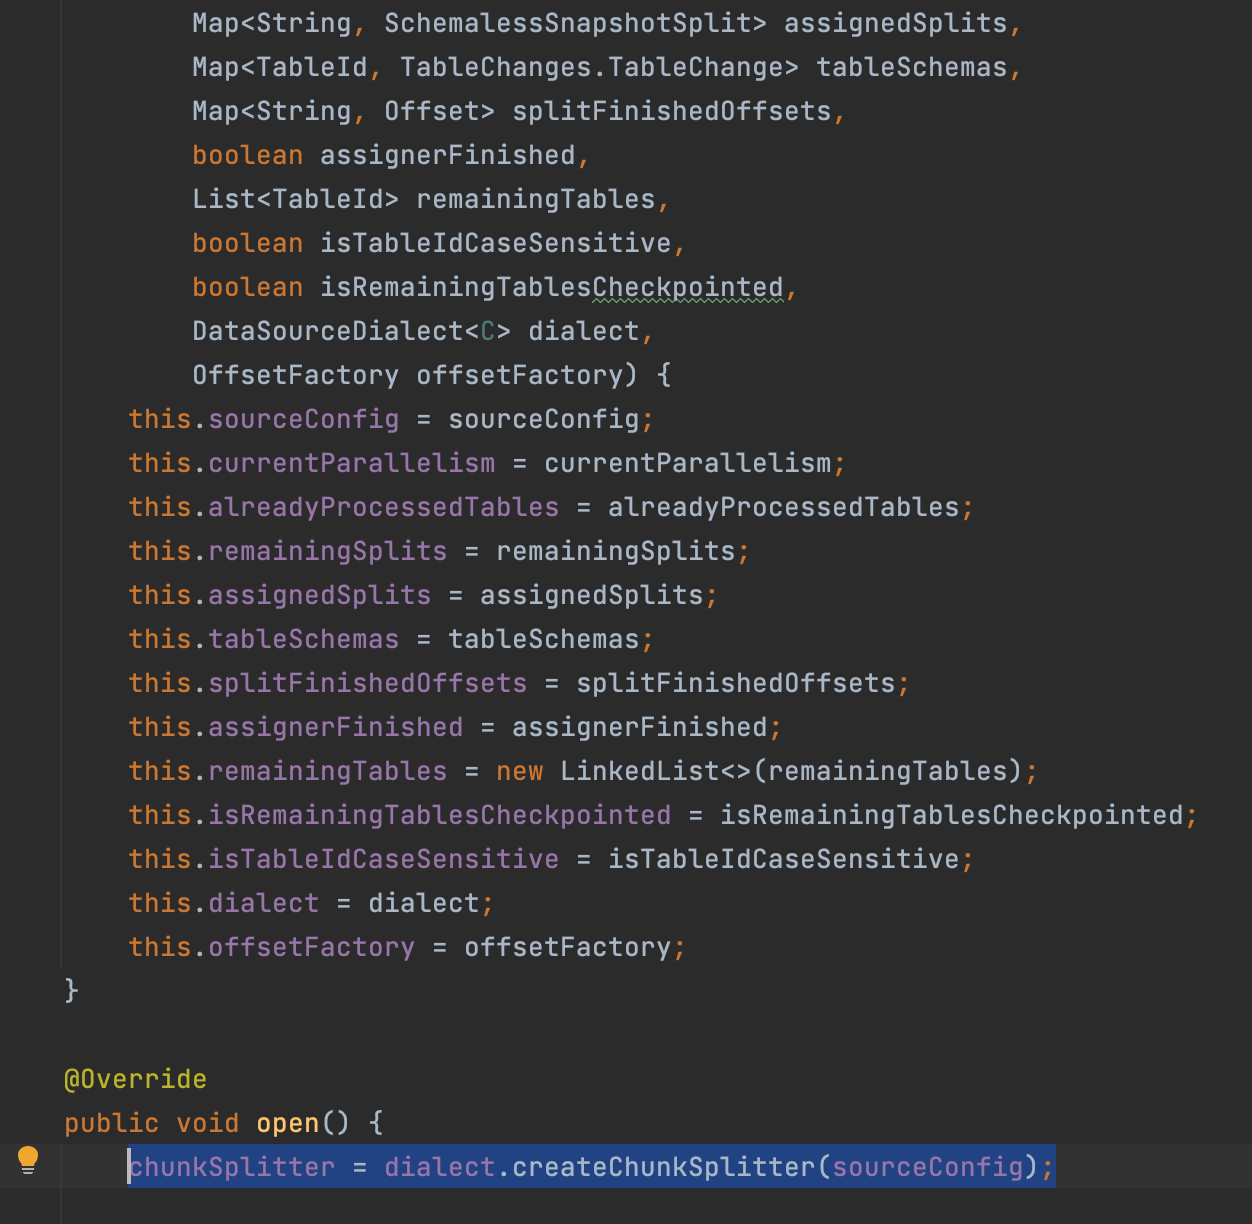 Map<String, SchemalessSnapshotSplit> assignedSplits,
Map<TableId, TableChanges.TableChange> tableSchemas,
Map<String, Offset> splitFinishedOffsets,
boolean assignerFinished,
List<TableId> remainingTables,
boolean isTableIdCaseSensitive,
boolean isRemainingTablesCheckpointed,
DataSourceDialect<C> dialect,
OffsetFactory offsetFactory) {
this.sourceConfig = sourceConfig;
this.currentParallelism = currentParallelism;
this.alreadyProcessedTables = alreadyProcessedTables;
this.remainingSplits = remainingSplits;
this.assignedSplits = assignedSplits;
this.tableSchemas = tableSchemas;
this.splitFinishedOffsets = splitFinishedOffsets;
this.assignerFinished = assignerFinished;
this.remainingTables = new LinkedList<>(remainingTables);
this.isRemainingTablesCheckpointed = isRemainingTablesCheckpointed;
this.isTableIdCaseSensitive = isTableIdCaseSensitive;
this.dialect = dialect;
this.offsetFactory = offsetFactory;
}
@Override
public void open() {
chunkSplitter = dialect.createChunkSplitter(sourceConfig);